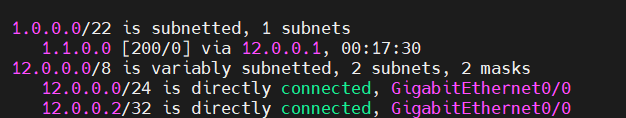 1.0.0.0/22 is subnetted, 1 subnets
1.1.0.0 [200/0] via 12.0.0.1, 00:17:30
12.0.0.0/8 is variably subnetted, 2 subnets, 2 masks
12.0.0.0/24 is directly connected, GigabitEthernet0/0
12.0.0.2/32 is directly connected, GigabitEthernet0/0